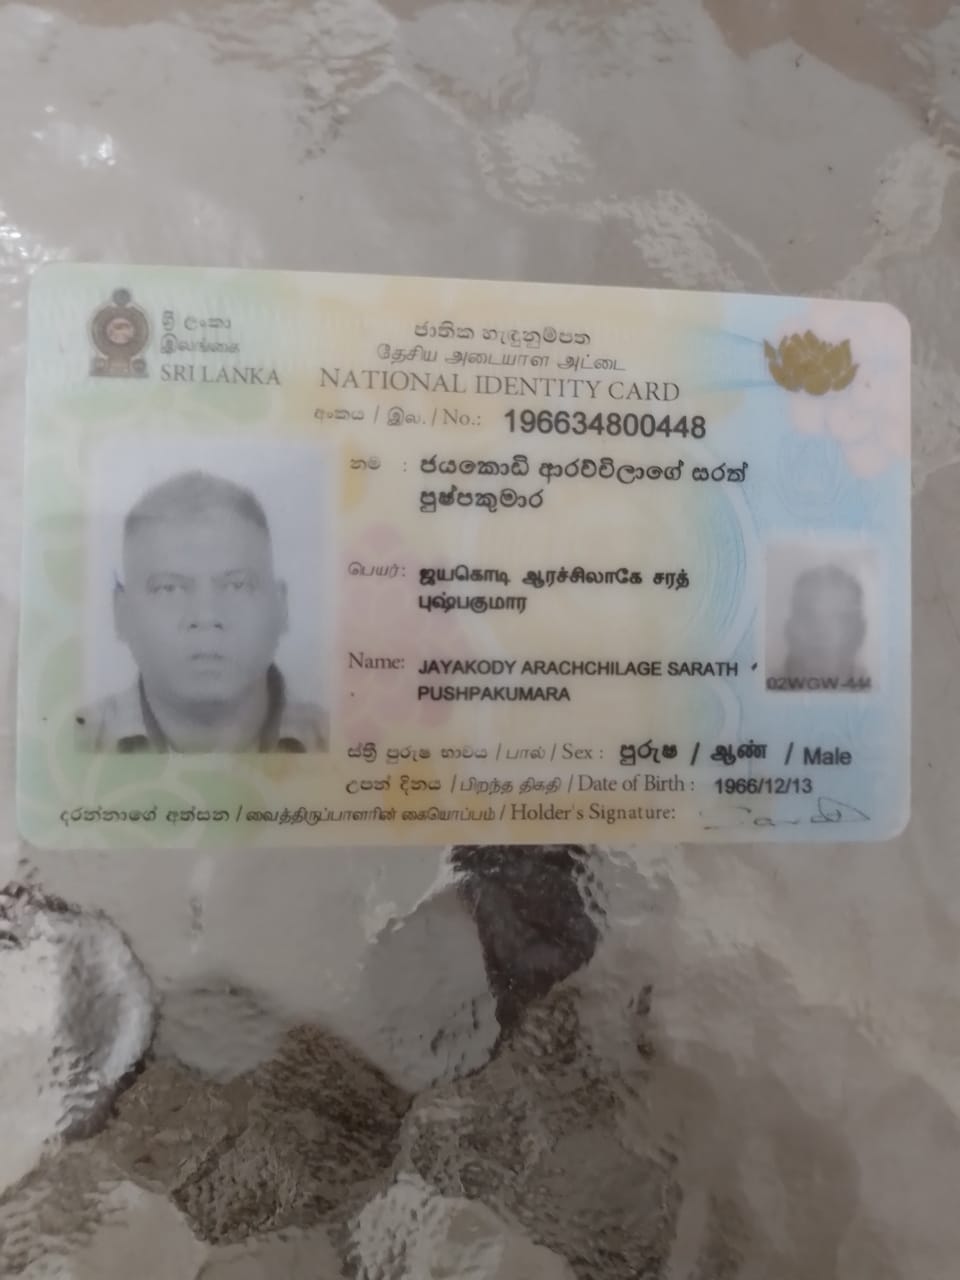 ශ්‍රී ලංකා
இலங்கை
SRI LANKA
ජාතික හැඳුනුම්පත
தேசிய அடையாள அட்டை
NATIONAL IDENTITY CARD
අංකය / இல. / No.: 196634800448
නම : ජයකොඩි ආරච්චිලාගේ සරත්
පුෂ්පකුමාර
பெயர்: ஜயகொடி ஆரச்சிலாகே சரத்
புஷ்பகுமார
Name: JAYAKODY ARACHCHILAGE SARATH
PUSHPAKUMARA
02WGW-444
ස්ත්‍රී පුරුෂ භාවය / பால் / Sex : පුරුෂ / ஆண் / Male
උපන් දිනය / பிறந்த திகதி / Date of Birth : 1966/12/13
දරන්නාගේ අත්සන / வைத்திருப்பாளரின் கையொப்பம் / Holder's Signature: